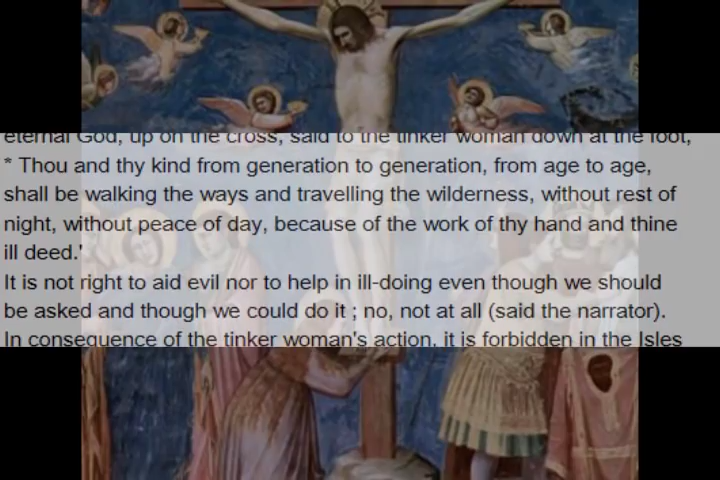 eternal God, up on the cross, said to the tinker woman down at the foot,
* Thou and thy kind from generation to generation, from age to age,
shall be walking the ways and travelling the wilderness, without rest of
night, without peace of day, because of the work of thy hand and thine
ill deed.'
It is not right to aid evil nor to help in ill-doing even though we should
be asked and though we could do it ; no, not at all (said the narrator).
In consequence of the tinker woman's action, it is forbidden in the Isles